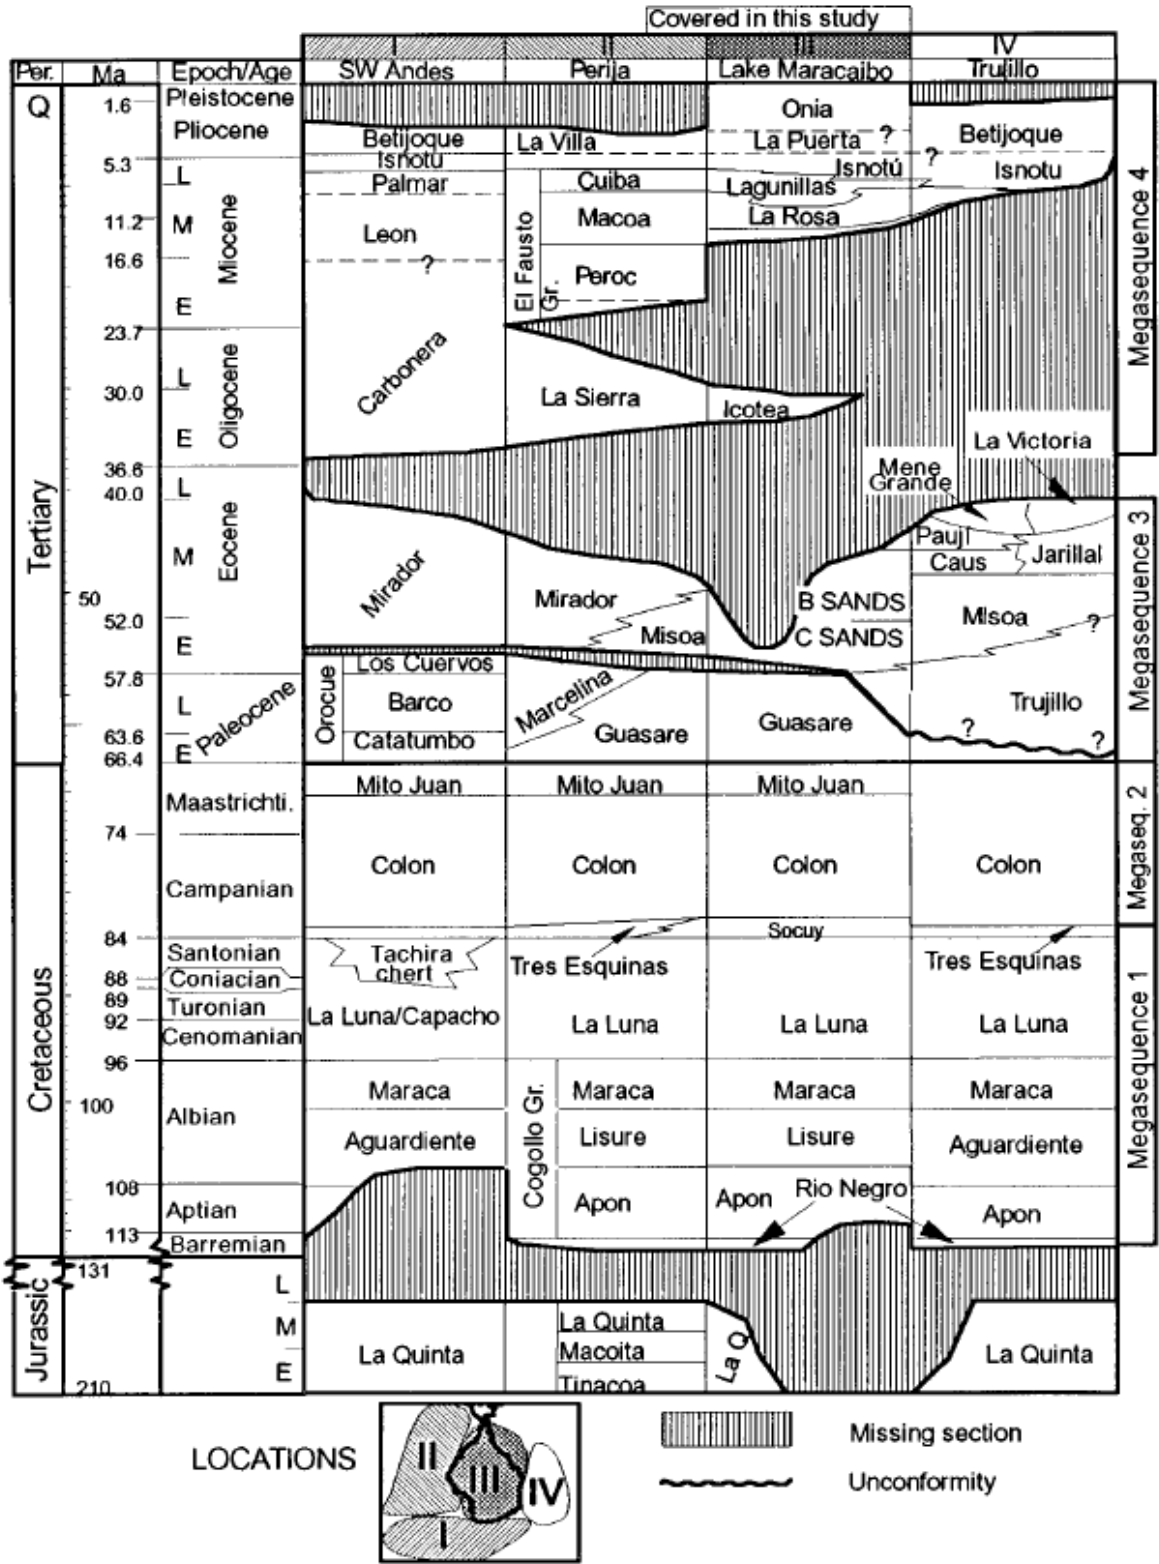 Covered in this study
I II III IV
Per. Ma Epoch/Age SW Andes Perija Lake Maracaibo Trujillo
Q 1.6 Pleistocene
Onia
Pliocene Betijoque La Villa La Puerta ? Betijoque
5.3 Isnotú ? Isnotú Isnotu
L Palmar Cuiba Lagunillas
11.2 M Leon Macoa La Rosa
16.6 ?
Miocene
El Fausto Gr.
Peroc
E
23.7
Oligocene
L
30.0
Carbonera
La Sierra
Icotea
E
36.6
La Victoria
Mene
Grande
40.0 L
Tertiary
Eocene
M
Pauji
Caus Jarillal
50
Mirador
Mirador B SANDS MIsoa
52.0 ?
E Misoa C SANDS
57.8 Los Cuervos
Orocue
L Barco Marcelina Trujillo
Paleocene
63.6 Catatumbo Guasare Guasare ? ?
66.4 E
Mito Juan Mito Juan Mito Juan
Maastrichti.
74
Colon Colon Colon Colon
Campanian
84 Socuy
Santonian Tachira
chert
Tres Esquinas Tres Esquinas
88 Coniacian
89 Turonian
La Luna/Capacho La Luna La Luna La Luna
92 Cenomanian
96
Cretaceous
Cogollo Gr.
Maraca Maraca Maraca Maraca
100
Albian
Aguardiente Lisure Lisure Aguardiente
108
Rio Negro
Aptian Apon Apon Apon
113 Barremian
131
Jurassic
L
M La Quinta
La Quinta Macoita La Q La Quinta
E
210 Tinacoa
Megasequence 4
Megasequence 3
Megaseq. 2
Megasequence 1
LOCATIONS
II III IV
I
Missing section
Unconformity